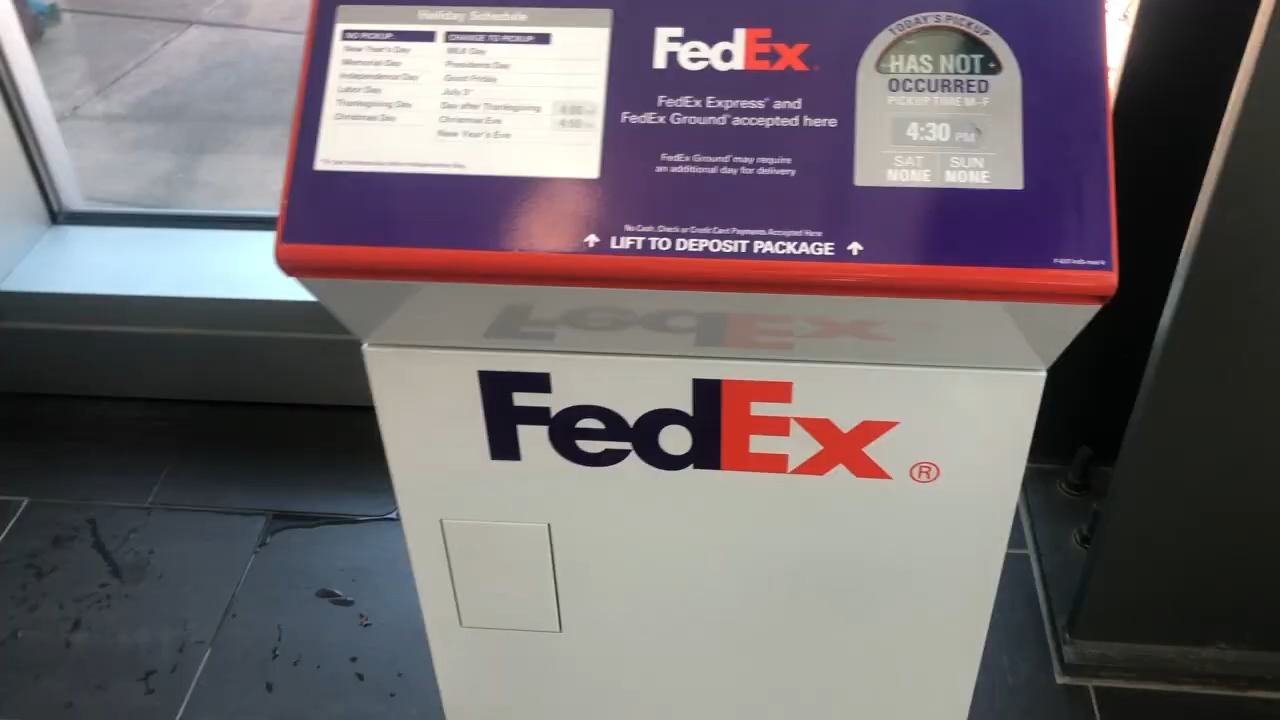 Holiday Schedule
NO PICKUP:
New Year's Day
Memorial Day
Independence Day
Labor Day
Thanksgiving Day
Christmas Day
CHANGE TO PICKUP:
MLK Day
Presidents Day
Good Friday
July 3*
Day after Thanksgiving
Christmas Eve
New Year's Eve
FedEx
FedEx Express® and
FedEx Ground® accepted here
FedEx Ground® may require
an additional day for delivery
TODAY'S PICKUP
HAS NOT
OCCURRED
PICKUP TIME M-F
4:30 PM
SAT SUN
NONE NONE
No Cash, Check or Credit Card Payments Accepted Here
↑ LIFT TO DEPOSIT PACKAGE ↑
FedEx®